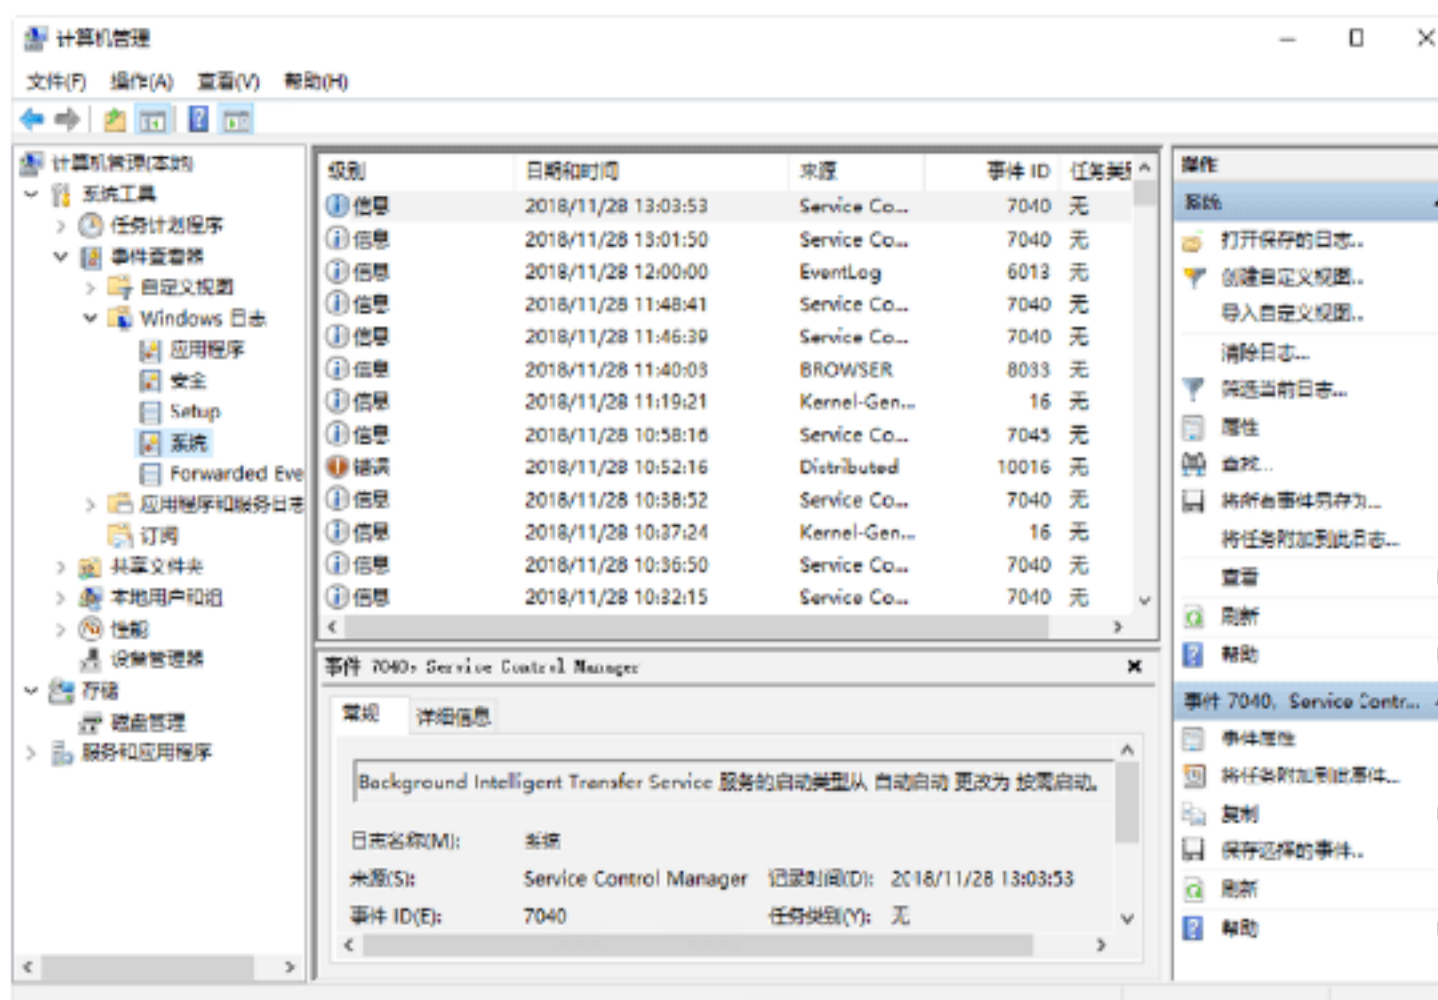 计算机管理
文件(F) 操作(A) 查看(V) 帮助(H)
计算机管理(本地)
系统工具
任务计划程序
事件查看器
自定义视图
Windows 日志
应用程序
安全
Setup
系统
Forwarded Eve
应用程序和服务日志
订阅
共享文件夹
本地用户和组
性能
设备管理器
存储
磁盘管理
服务和应用程序
级别 日期和时间 来源 事件 ID 任务类别
信息 2018/11/28 13:03:53 Service Co... 7040 无
信息 2018/11/28 13:01:50 Service Co... 7040 无
信息 2018/11/28 12:00:00 EventLog 6013 无
信息 2018/11/28 11:48:41 Service Co... 7040 无
信息 2018/11/28 11:46:39 Service Co... 7040 无
信息 2018/11/28 11:40:03 BROWSER 8033 无
信息 2018/11/28 11:19:21 Kernel-Gen... 16 无
信息 2018/11/28 10:58:16 Service Co... 7045 无
错误 2018/11/28 10:52:16 Distributed 10016 无
信息 2018/11/28 10:38:52 Service Co... 7040 无
信息 2018/11/28 10:37:24 Kernel-Gen... 16 无
信息 2018/11/28 10:36:50 Service Co... 7040 无
信息 2018/11/28 10:32:15 Service Co... 7040 无
事件 7040，Service Control Manager
常规 详细信息
Background Intelligent Transfer Service 服务的启动类型从 自动启动 更改为 按需启动。
日志名称(M): 系统
来源(S): Service Control Manager 记录时间(D): 2018/11/28 13:03:53
事件 ID(E): 7040 任务类别(Y): 无
操作
系统
打开保存的日志...
创建自定义视图...
导入自定义视图...
清除日志...
筛选当前日志...
属性
查找...
将所有事件另存为...
将任务附加到此日志...
查看
刷新
帮助
事件 7040，Service Contr...
事件属性
将任务附加到此事件...
复制
保存选择的事件...
刷新
帮助